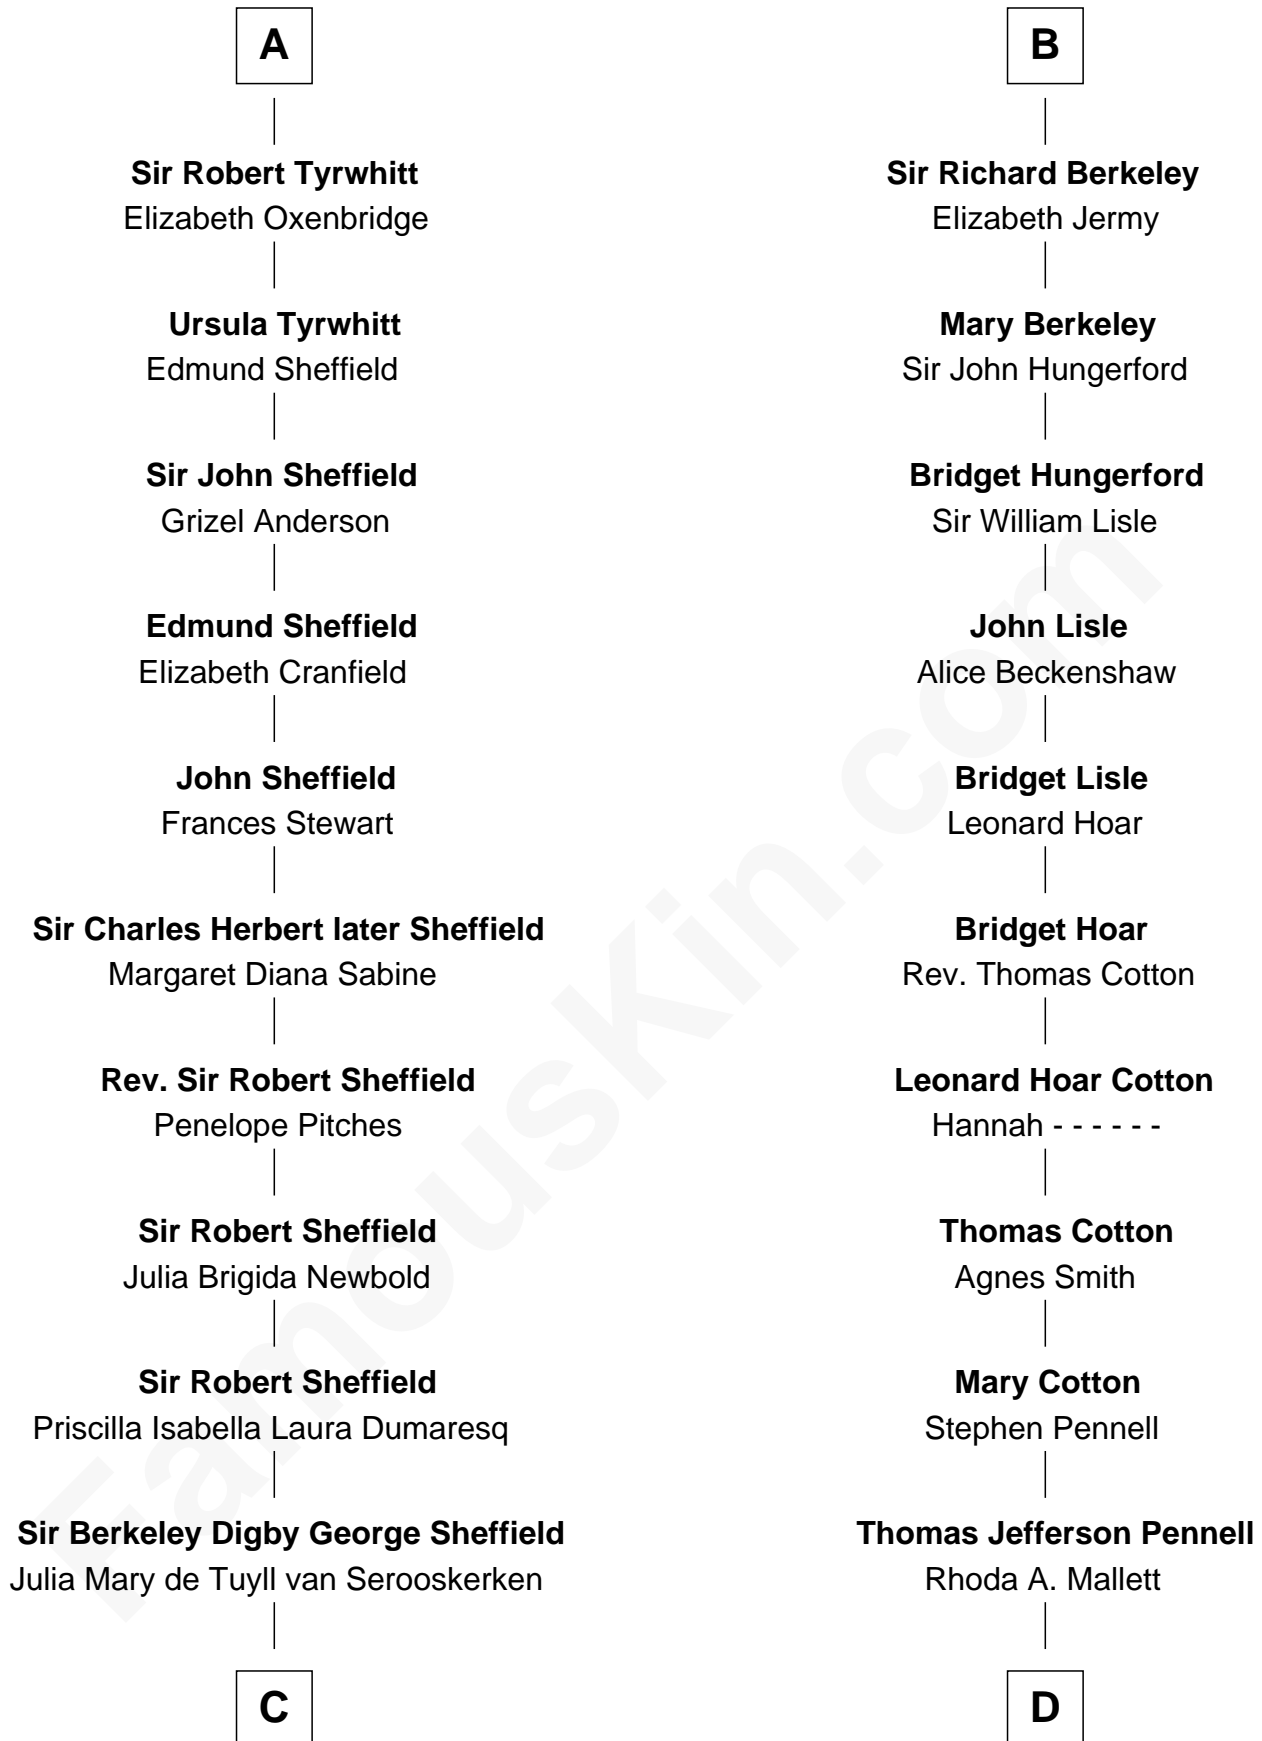 A
Sir Robert Tyrwhitt
Elizabeth Oxenbridge
Ursula Tyrwhitt
Edmund Sheffield
Sir John Sheffield
Grizel Anderson
Edmund Sheffield
Elizabeth Cranfield
John Sheffield
Frances Stewart
Sir Charles Herbert later Sheffield
Margaret Diana Sabine
Rev. Sir Robert Sheffield
Penelope Pitches
Sir Robert Sheffield
Julia Brigida Newbold
Sir Robert Sheffield
Priscilla Isabella Laura Dumaresq
Sir Berkeley Digby George Sheffield
Julia Mary de Tuyll van Serooskerken
C
B
Sir Richard Berkeley
Elizabeth Jermy
Mary Berkeley
Sir John Hungerford
Bridget Hungerford
Sir William Lisle
John Lisle
Alice Beckenshaw
Bridget Lisle
Leonard Hoar
Bridget Hoar
Rev. Thomas Cotton
Leonard Hoar Cotton
Hannah - - - - - -
Thomas Cotton
Agnes Smith
Mary Cotton
Stephen Pennell
Thomas Jefferson Pennell
Rhoda A. Mallett
D
FamousKin.com